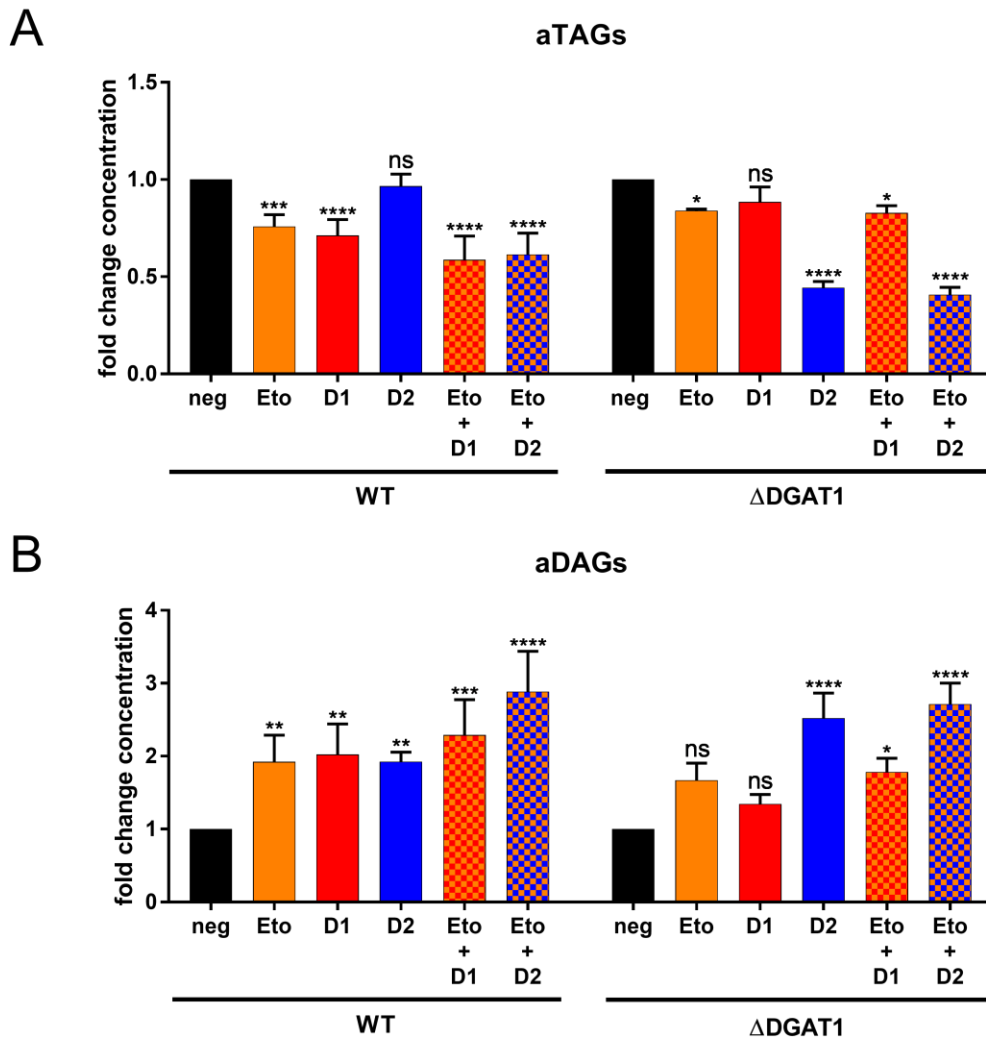 A
aTAGs
fold change concentration
1.5
1.0
0.5
0.0
***
****
ns
****
****
*
ns
****
*
****
neg Eto D1 D2 Eto + D1 Eto + D2
neg Eto D1 D2 Eto + D1 Eto + D2
WT
ΔDGAT1
B
aDAGs
fold change concentration
4
3
2
1
0
**
**
**
***
****
ns
ns
****
*
****
neg Eto D1 D2 Eto + D1 Eto + D2
neg Eto D1 D2 Eto + D1 Eto + D2
WT
ΔDGAT1